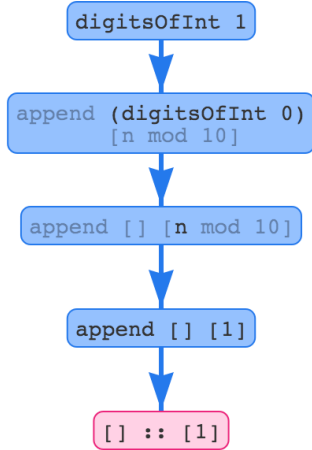 digitsOfInt 1
append (digitsOfInt 0)
[n mod 10]
append [] [n mod 10]
append [] [1]
[] :: [1]